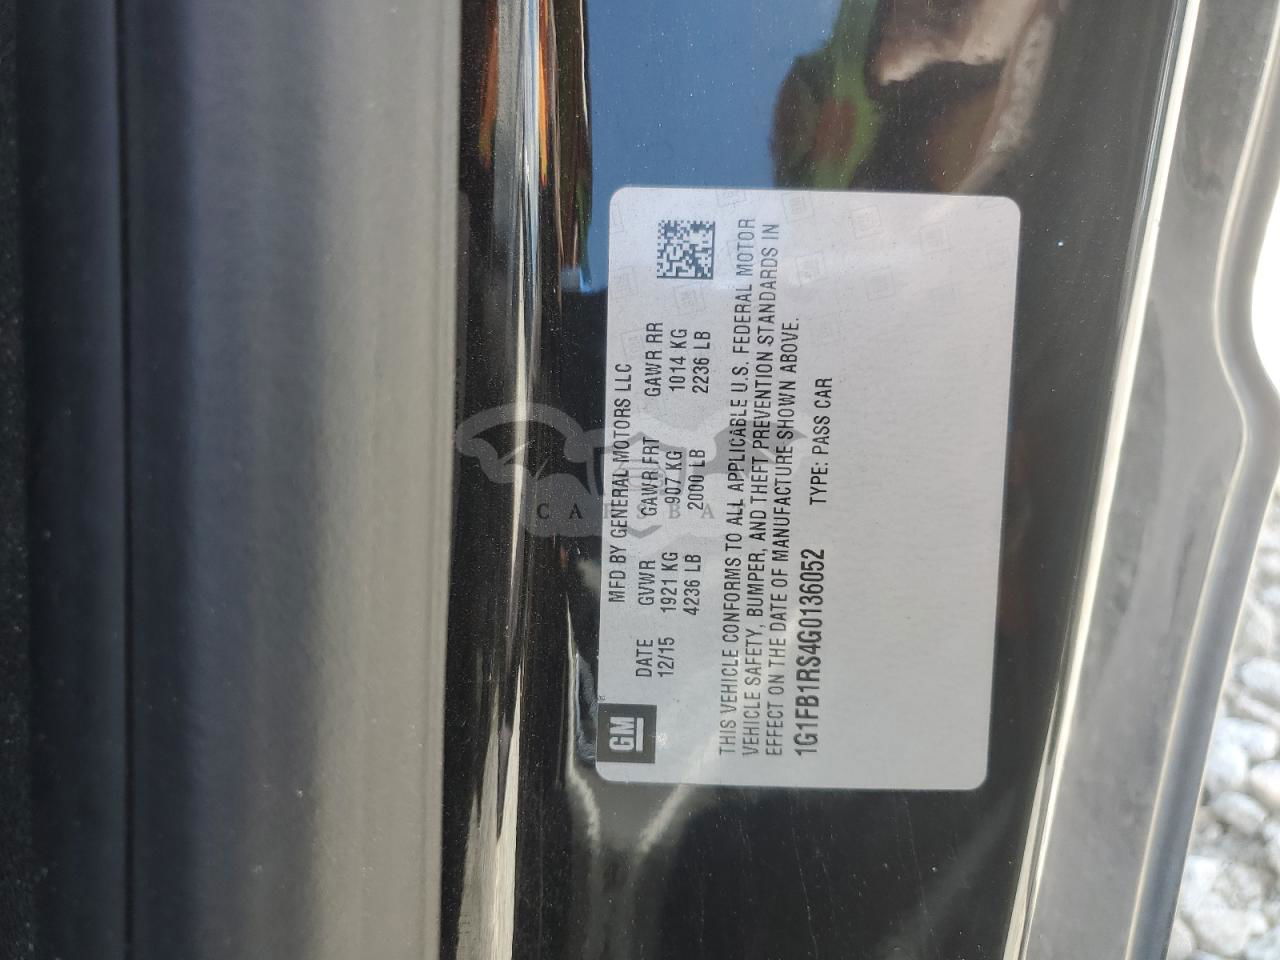 GM
MFD BY GENERAL MOTORS LLC
DATE GVWR GAWR FRT GAWR RR
12/15 1921 KG 907 KG 1014 KG
4236 LB 2000 LB 2236 LB
THIS VEHICLE CONFORMS TO ALL APPLICABLE U.S. FEDERAL MOTOR
VEHICLE SAFETY, BUMPER, AND THEFT PREVENTION STANDARDS IN
EFFECT ON THE DATE OF MANUFACTURE SHOWN ABOVE.
1G1FB1RS4G0136052 TYPE: PASS CAR